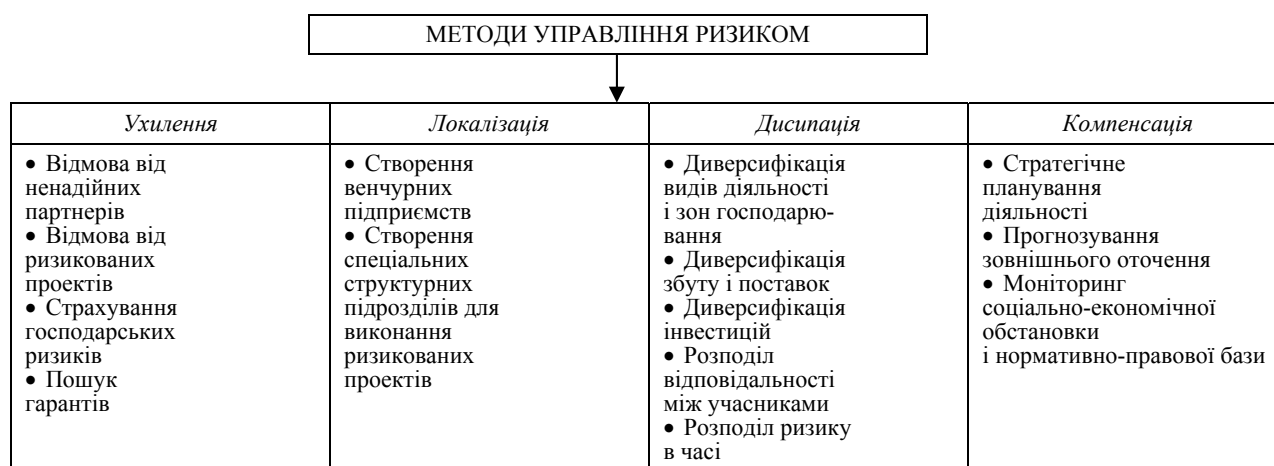 МЕТОДИ УПРАВЛІННЯ РИЗИКОМ
Ухилення
• Відмова від
ненадійних
партнерів
• Відмова від
ризикованих
проектів
• Страхування
господарських
ризиків
• Пошук
гарантів
Локалізація
• Створення
венчурних
підприємств
• Створення
спеціальних
структурних
підрозділів для
виконання
ризикованих
проектів
Дисипація
• Диверсифікація
видів діяльності
і зон господарю-
вання
• Диверсифікація
збуту і поставок
• Диверсифікація
інвестицій
• Розподіл
відповідальності
між учасниками
• Розподіл ризику
в часі
Компенсація
• Стратегічне
планування
діяльності
• Прогнозування
зовнішнього оточення
• Моніторинг
соціально-економічної
обстановки
і нормативно-правової бази